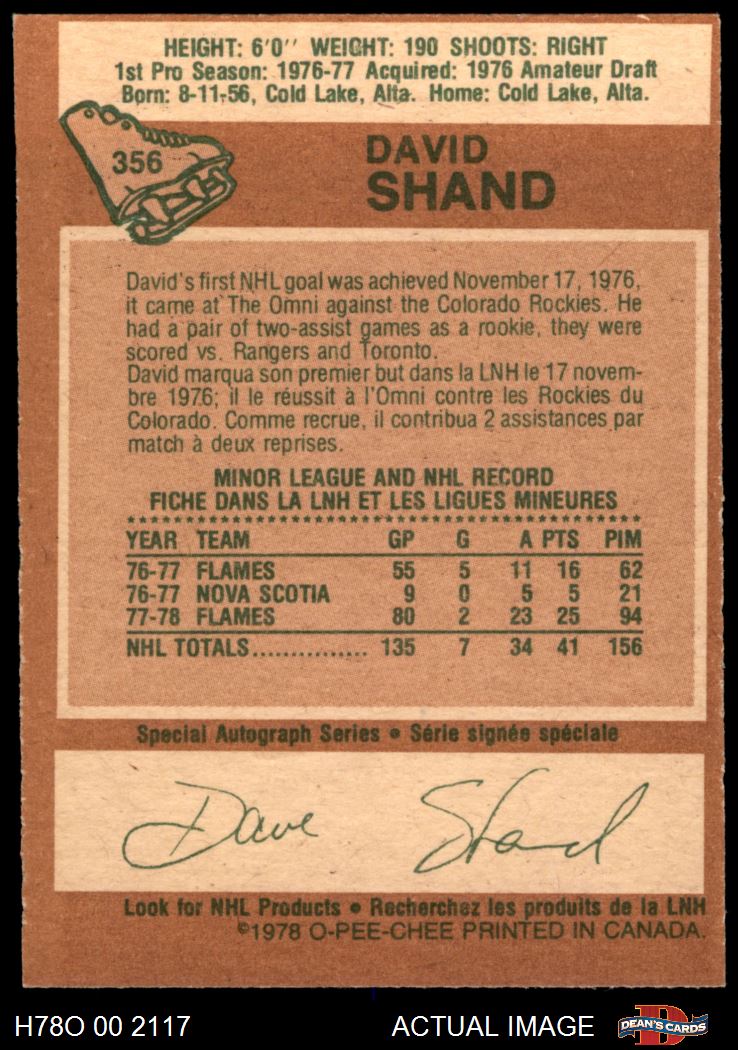 HEIGHT: 6'0'' WEIGHT: 190 SHOOTS: RIGHT
1st Pro Season: 1976-77 Acquired: 1976 Amateur Draft
Born: 8-11-56, Cold Lake, Alta. Home: Cold Lake, Alta.
356
DAVID
SHAND
David's first NHL goal was achieved November 17, 1976,
it came at The Omni against the Colorado Rockies. He
had a pair of two-assist games as a rookie, they were
scored vs. Rangers and Toronto.
David marqua son premier but dans la LNH le 17 novem-
bre 1976; il le réussit à l'Omni contre les Rockies du
Colorado. Comme recrue, il contribua 2 assistances par
match à deux reprises.
MINOR LEAGUE AND NHL RECORD
FICHE DANS LA LNH ET LES LIGUES MINEURES
YEAR TEAM GP G A PTS PIM
76-77 FLAMES 55 5 11 16 62
76-77 NOVA SCOTIA 9 0 5 5 21
77-78 FLAMES 80 2 23 25 94
NHL TOTALS................ 135 7 34 41 156
Special Autograph Series • Série signée spéciale
Dave Shand
Look for NHL Products • Recherchez les produits de la LNH
©1978 O-PEE-CHEE PRINTED IN CANADA.
H78O 00 2117 ACTUAL IMAGE D DEAN'S CARDS